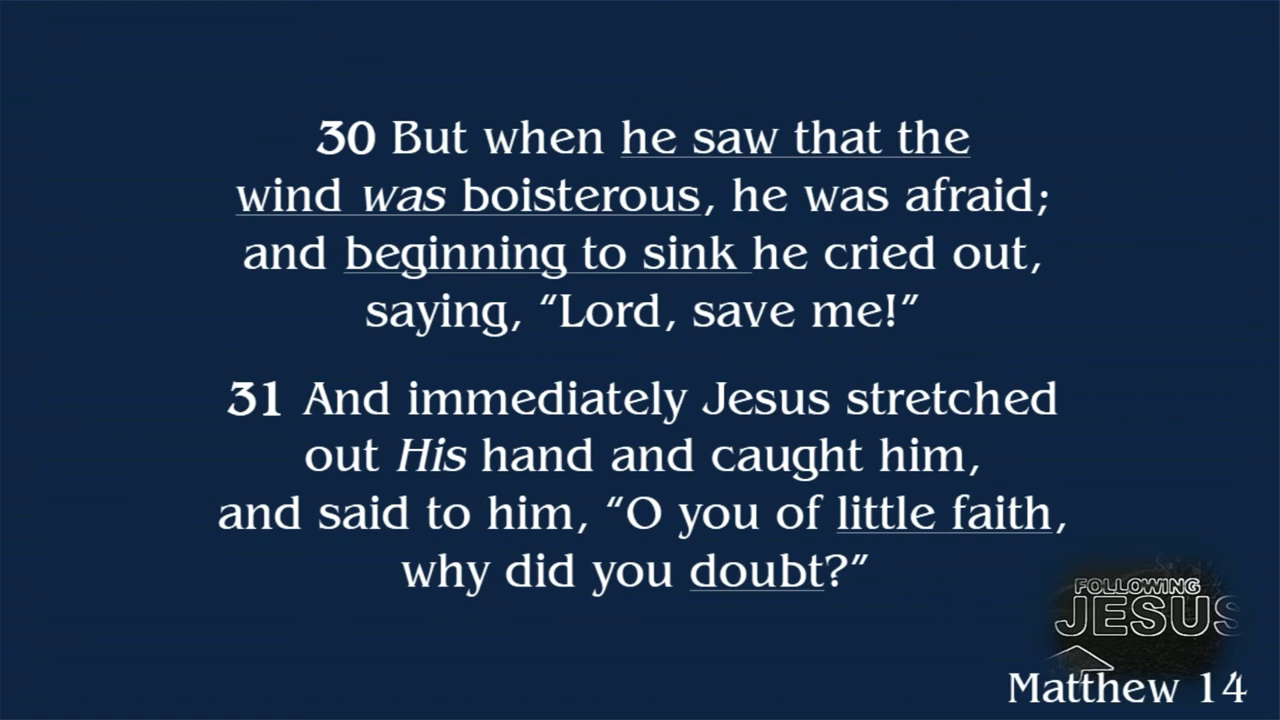 30 But when he saw that the
wind was boisterous, he was afraid;
and beginning to sink he cried out,
saying, “Lord, save me!”
31 And immediately Jesus stretched
out His hand and caught him,
and said to him, “O you of little faith,
why did you doubt?”
FOLLOWING
JESUS
Matthew 14